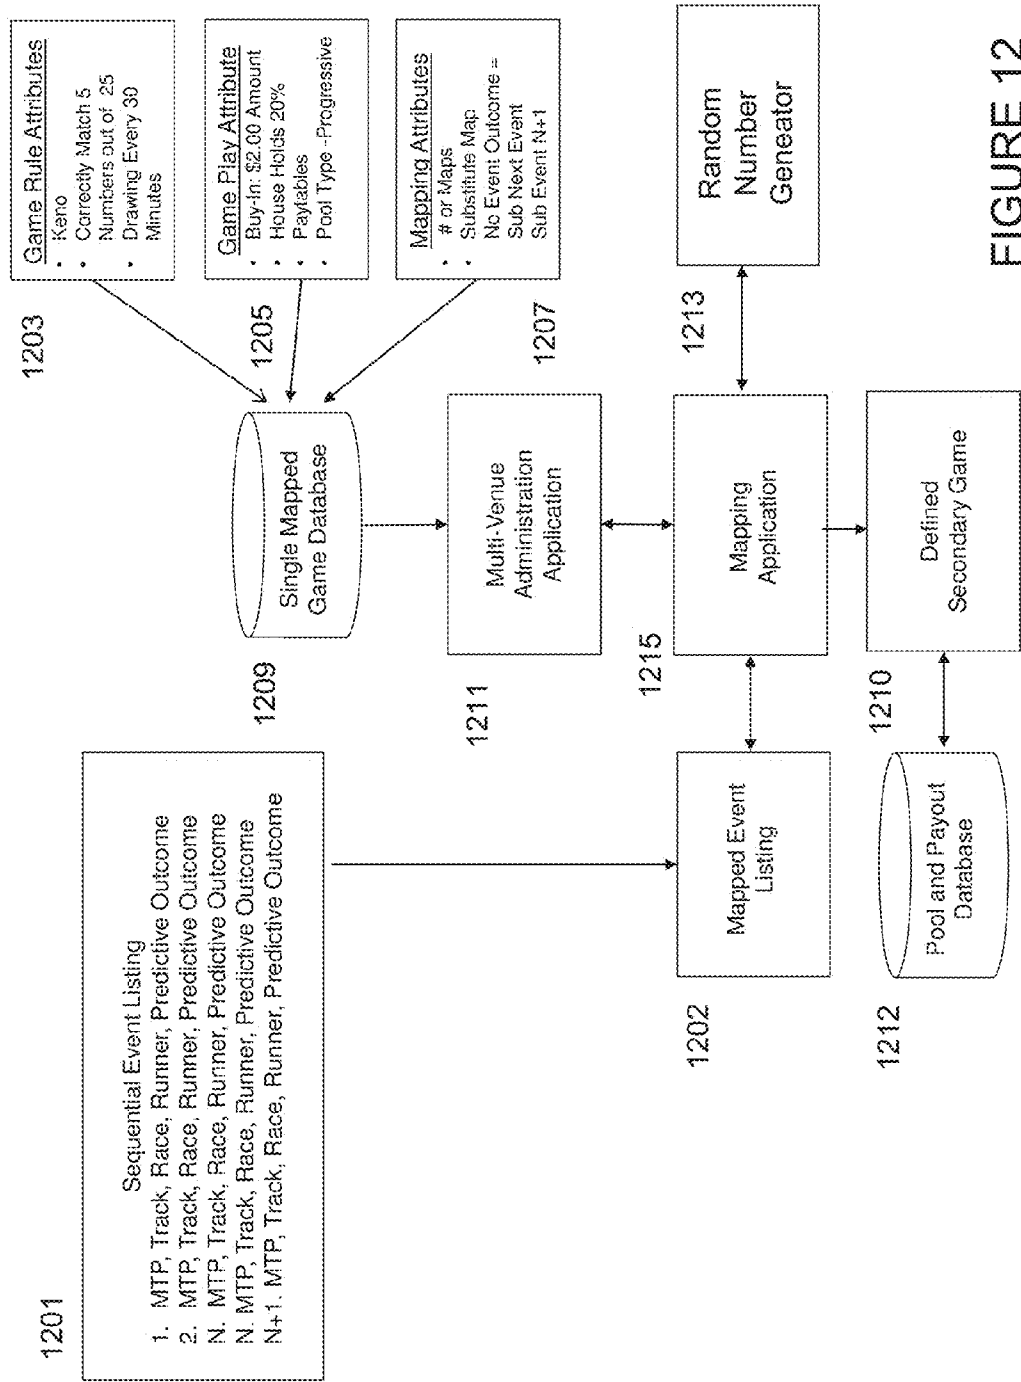 1201
Sequential Event Listing
1. MTP, Track, Race, Runner, Predictive Outcome
2. MTP, Track, Race, Runner, Predictive Outcome
N. MTP, Track, Race, Runner, Predictive Outcome
N. MTP, Track, Race, Runner, Predictive Outcome
N+1. MTP, Track, Race, Runner, Predictive Outcome
1203
Game Rule Attributes
• Keno
• Correctly Match 5
Numbers out of 25
• Drawing Every 30
Minutes
1205
Game Play Attribute
• Buy-In: $2.00 Amount
• House Holds 20%
• Paytables
• Pool Type -Progressive
1207
Mapping Attributes
• # or Maps
• Substitute Map
No Event Outcome =
Sub Next Event
Sub Event N+1
1209
Single Mapped
Game Database
1211
Multi-Venue
Administration
Application
1215
Mapping
Application
1213
Random
Number
Geneator
1202
Mapped Event
Listing
1210
Defined
Secondary Game
1212
Pool and Payout
Database
FIGURE 12